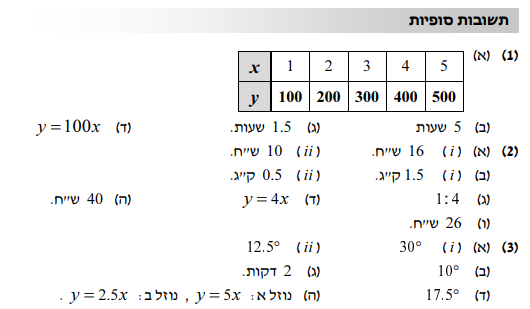 תשובות סופיות
(1) (א) x 1 2 3 4 5
y 100 200 300 400 500
(ב) 5 שעות (ג) 1.5 שעות. (ד) y = 100x
(2) (א) (i) 16 ש"ח. (ii) 10 ש"ח.
(ב) (i) 1.5 ק"ג. (ii) 0.5 ק"ג.
(ג) 1:4 (ד) y = 4x (ה) 40 ש"ח.
(ו) 26 ש"ח.
(3) (א) (i) 30° (ii) 12.5°
(ב) 10° (ג) 2 דקות.
(ד) 17.5° (ה) נוזל א: y = 5x , נוזל ב: y = 2.5x .